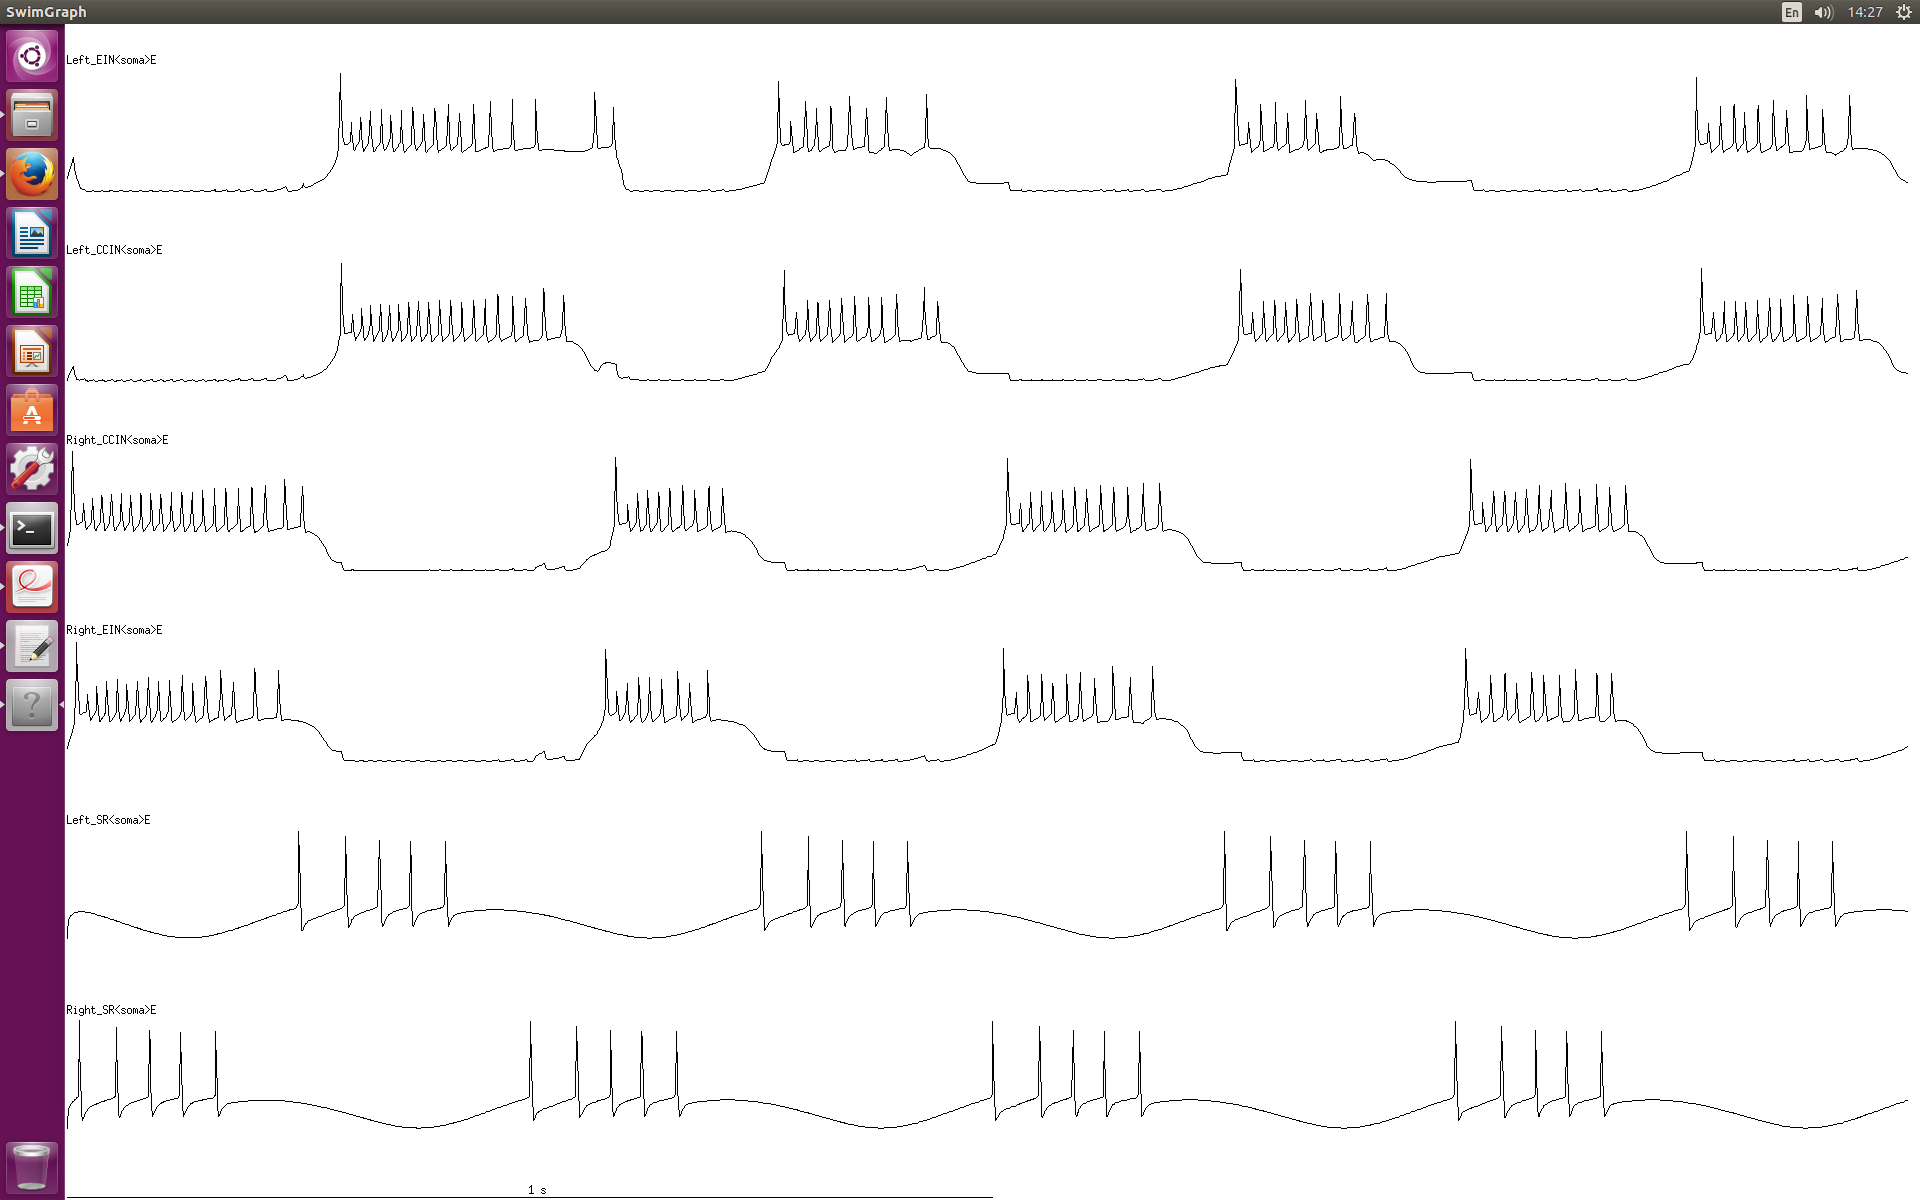 SwimGraph
En
14:27
Left_EIN<soma>E
Left_CCIN<soma>E
Right_CCIN<soma>E
Right_EIN<soma>E
Left_SR<soma>E
Right_SR<soma>E
1 s